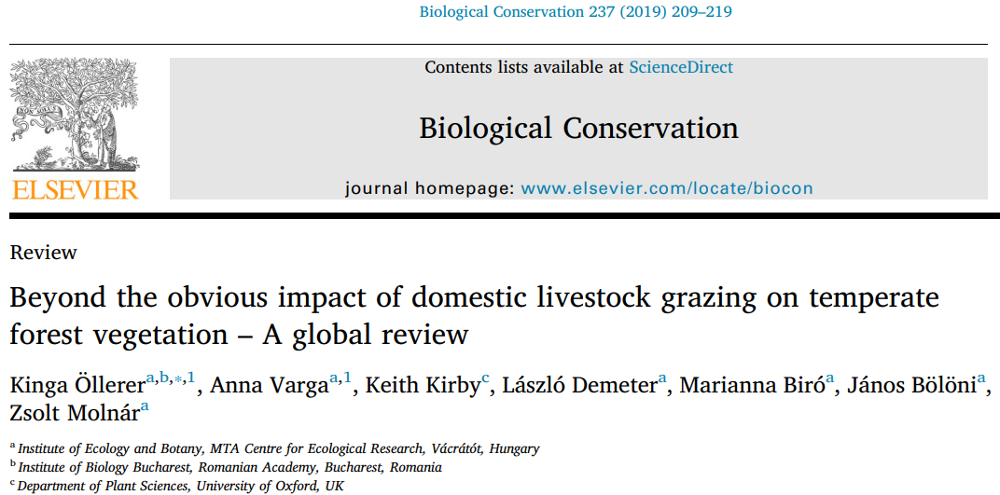 Biological Conservation 237 (2019) 209–219
Contents lists available at ScienceDirect
Biological Conservation
journal homepage: www.elsevier.com/locate/biocon
NON SOLUS
ELSEVIER
Review
Beyond the obvious impact of domestic livestock grazing on temperate
forest vegetation – A global review
Kinga Öllerer a,b,*,1, Anna Varga a,1, Keith Kirby c, László Demeter a, Marianna Biró a, János Bölöni a,
Zsolt Molnár a
a Institute of Ecology and Botany, MTA Centre for Ecological Research, Vácrátót, Hungary
b Institute of Biology Bucharest, Romanian Academy, Bucharest, Romania
c Department of Plant Sciences, University of Oxford, UK